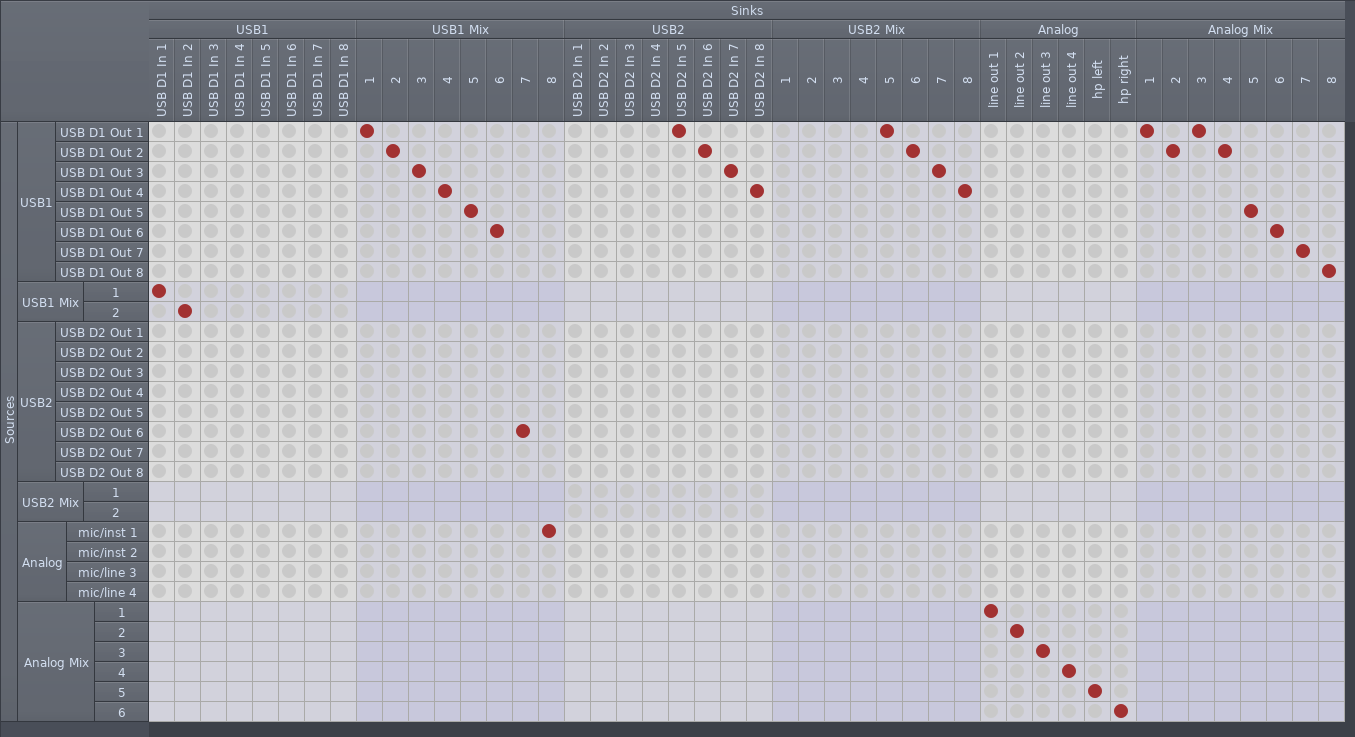 Sinks
USB1 USB1 Mix USB2 USB2 Mix Analog Analog Mix
USB D1 In 1 USB D1 In 2 USB D1 In 3 USB D1 In 4 USB D1 In 5 USB D1 In 6 USB D1 In 7 USB D1 In 8 1 2 3 4 5 6 7 8 USB D2 In 1 USB D2 In 2 USB D2 In 3 USB D2 In 4 USB D2 In 5 USB D2 In 6 USB D2 In 7 USB D2 In 8 1 2 3 4 5 6 7 8 line out 1 line out 2 line out 3 line out 4 hp left hp right 1 2 3 4 5 6 7 8
Sources
USB1
USB D1 Out 1
USB D1 Out 2
USB D1 Out 3
USB D1 Out 4
USB D1 Out 5
USB D1 Out 6
USB D1 Out 7
USB D1 Out 8
USB1 Mix
1
2
USB2
USB D2 Out 1
USB D2 Out 2
USB D2 Out 3
USB D2 Out 4
USB D2 Out 5
USB D2 Out 6
USB D2 Out 7
USB D2 Out 8
USB2 Mix
1
2
Analog
mic/inst 1
mic/inst 2
mic/line 3
mic/line 4
Analog Mix
1
2
3
4
5
6